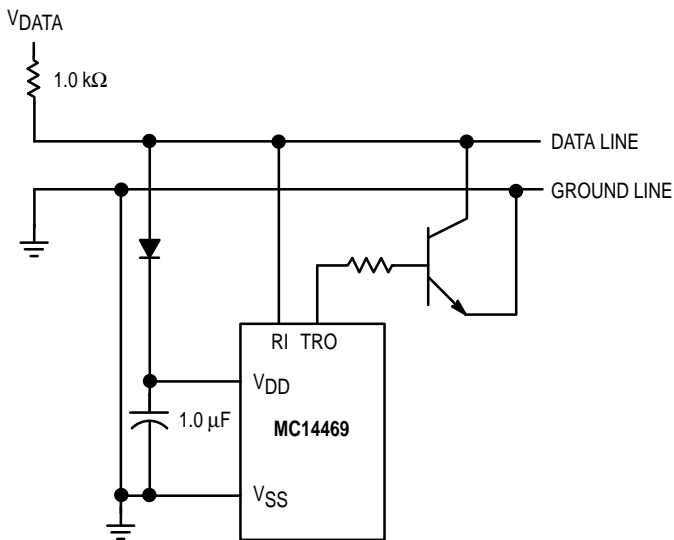 VDATA
1.0 kΩ
DATA LINE
GROUND LINE
RI TRO
VDD
1.0 μF
MC14469
VSS